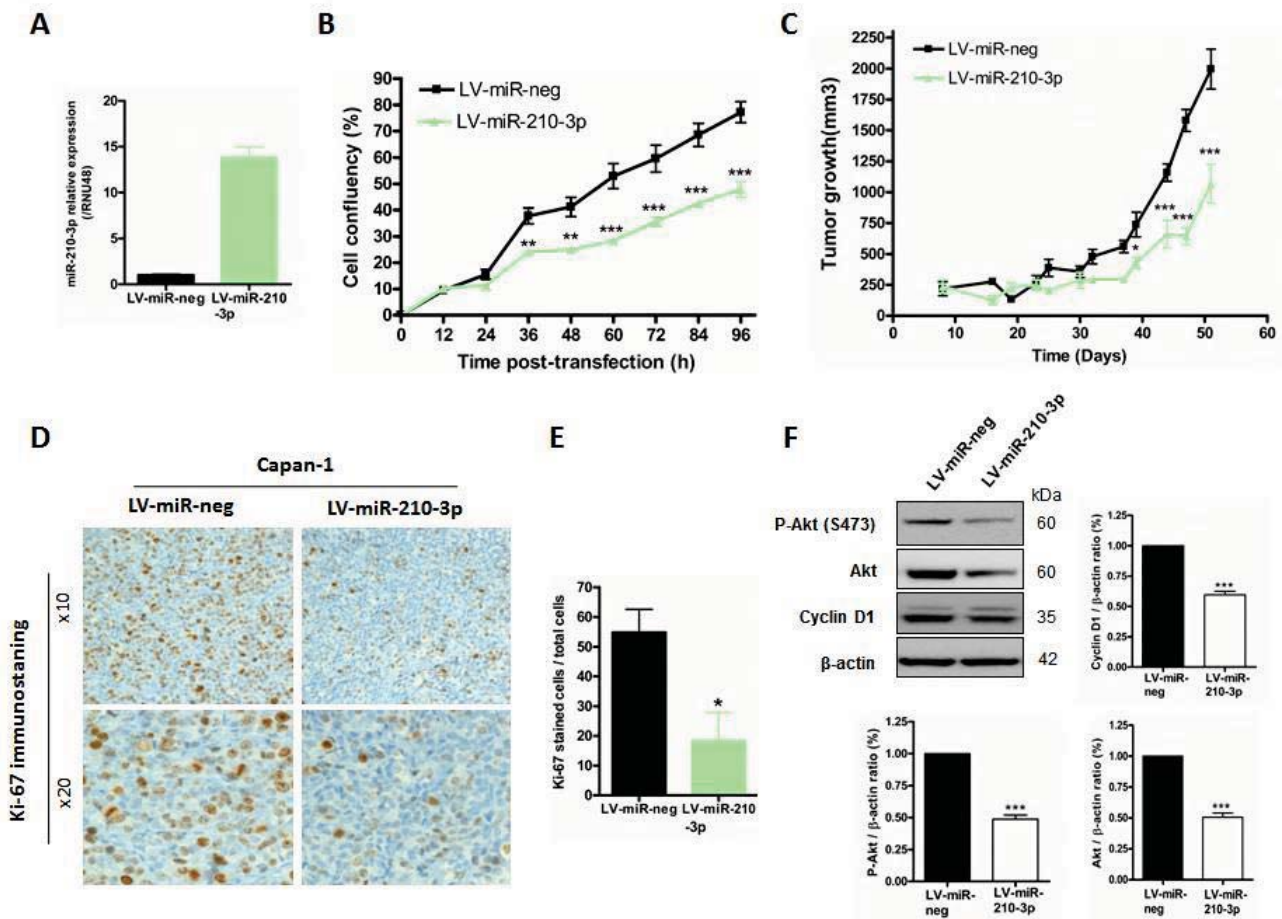 A
miR-210-3p relative expression
(/RNU48)
20
15
10
5
0
LV-miR-neg
LV-miR-210
-3p
B
LV-miR-neg
LV-miR-210-3p
Cell confluency (%)
90
80
70
60
50
40
30
20
10
0
**
**
***
***
***
***
0 12 24 36 48 60 72 84 96
Time post-transfection (h)
C
LV-miR-neg
LV-miR-210-3p
Tumor growth(mm3)
2250
2000
1750
1500
1250
1000
750
500
250
0
*
***
***
***
0 10 20 30 40 50 60
Time (Days)
D
Capan-1
LV-miR-neg
LV-miR-210-3p
Ki-67 immunostaning
x10
x20
E
Ki-67 stained cells / total cells
70
60
50
40
30
20
10
0
*
LV-miR-neg
LV-miR-210
-3p
F
LV-miR-neg
LV-miR-210-3p
kDa
P-Akt (S473) 60
Akt 60
Cyclin D1 35
β-actin 42
Cyclin D1 / β-actin ratio (%)
1.25
1.00
0.75
0.50
0.25
0.00
***
LV-miR-
neg
LV-miR-
210-3p
P-Akt / β-actin ratio (%)
1.25
1.00
0.75
0.50
0.25
0.00
***
LV-miR-
neg
LV-miR-
210-3p
Akt / β-actin ratio (%)
1.25
1.00
0.75
0.50
0.25
0.00
***
LV-miR-
neg
LV-miR-
210-3p